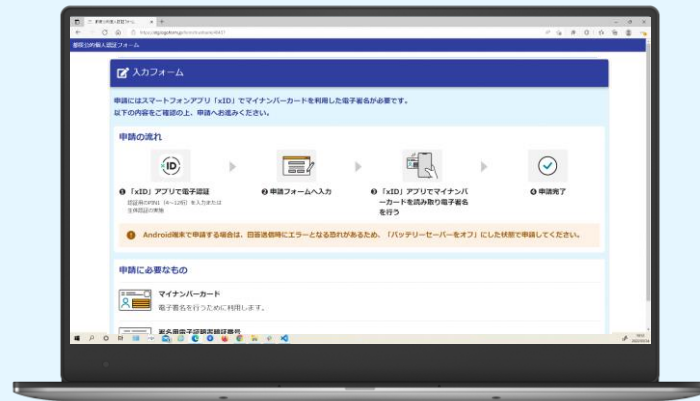 入力フォーム
申請にはスマートフォンアプリ「xID」でマイナンバーカードを利用した電子署名が必要です。
以下の内容をご確認の上、申請へお進みください。
申請の流れ
ID
❶「xID」アプリで電子認証
❷ 申請フォームへ入力
❸「xID」アプリでマイナンバーカードを読み取り電子署名を行う
❹ 申請完了
Android端末で申請する場合は、回答送信時にエラーとなる恐れがあるため、「バッテリーセーバーをオフ」にした状態で申請してください。
申請に必要なもの
マイナンバーカード
電子署名を行うために利用します。